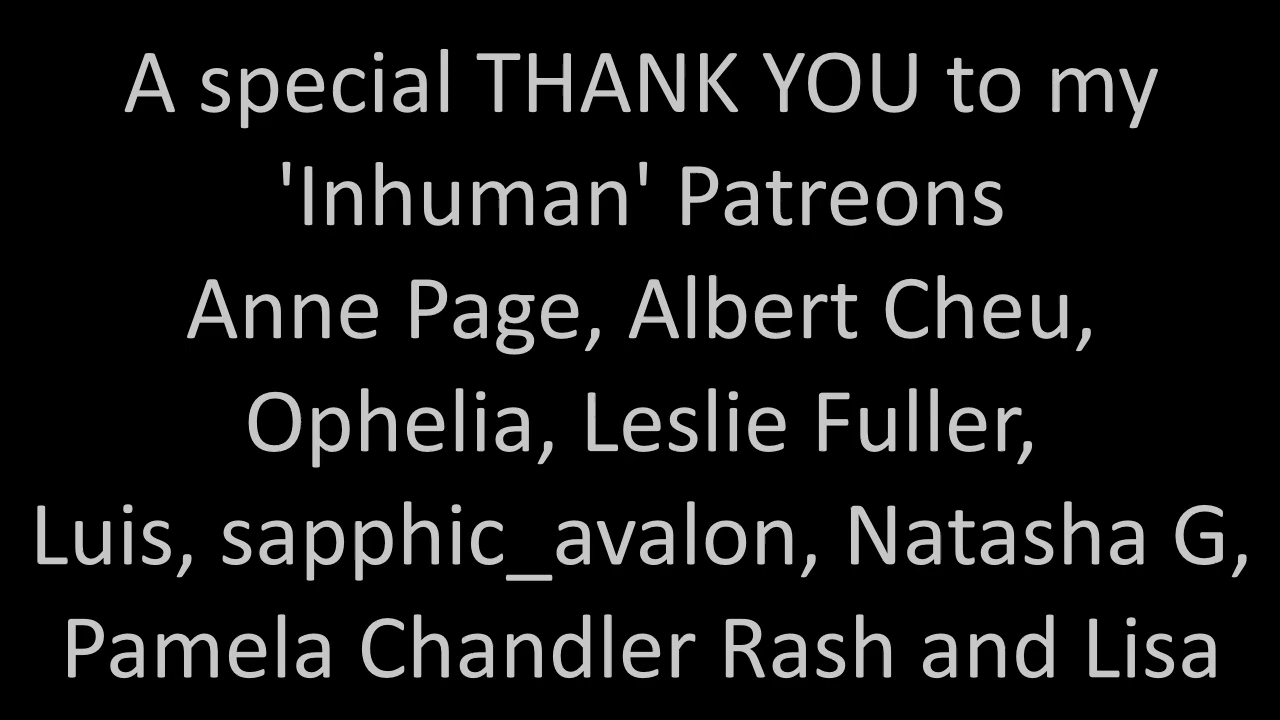 A special THANK YOU to my
'Inhuman' Patreons
Anne Page, Albert Cheu,
Ophelia, Leslie Fuller,
Luis, sapphic_avalon, Natasha G,
Pamela Chandler Rash and Lisa